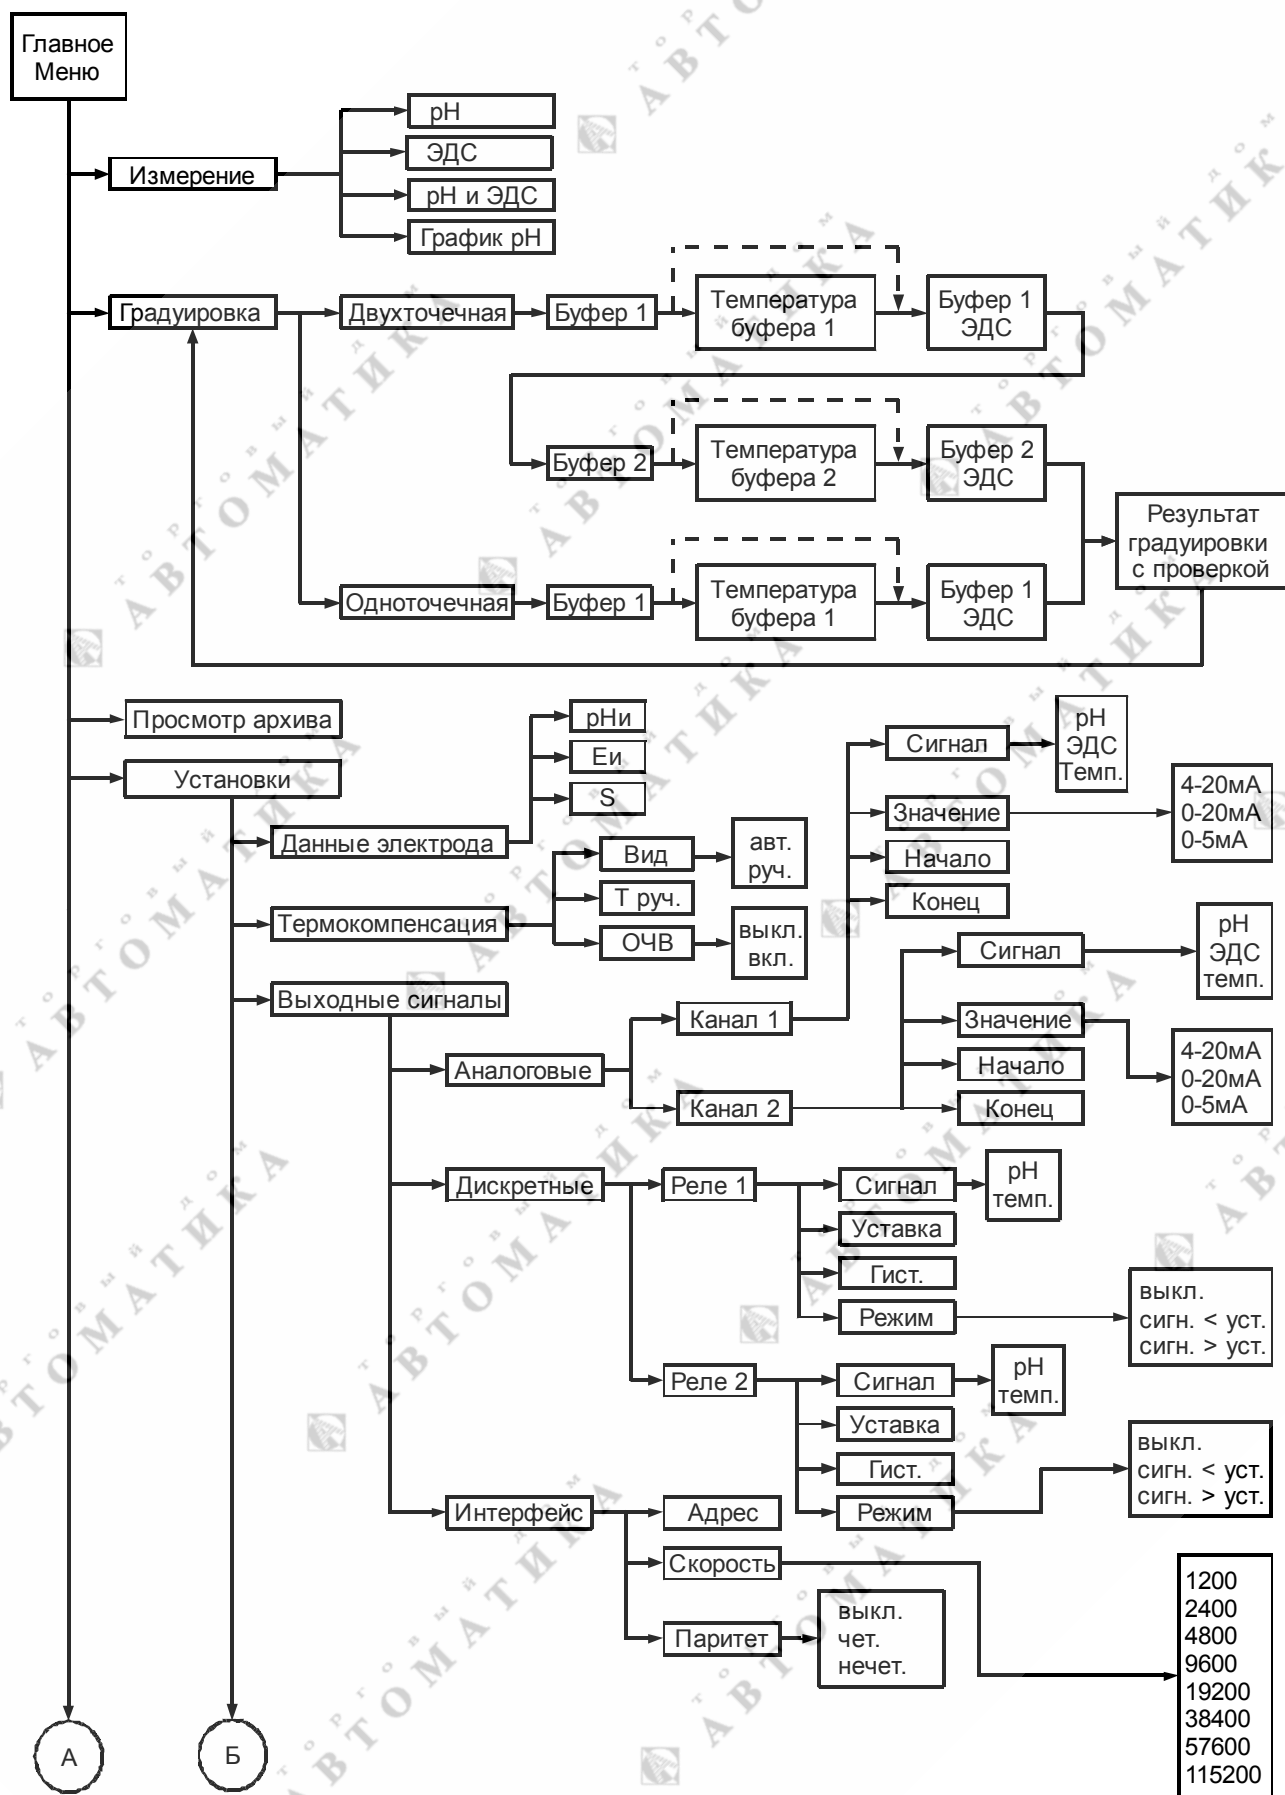 Главное
Меню
Измерение
pH
ЭДС
pH и ЭДС
График pH
Градуировка
Двухточечная
Буфер 1
Температура
буфера 1
Буфер 1
ЭДС
Буфер 2
Температура
буфера 2
Буфер 2
ЭДС
Одноточечная
Буфер 1
Температура
буфера 1
Буфер 1
ЭДС
Результат
градуировки
с проверкой
Просмотр архива
Установки
Данные электрода
pHи
Eи
S
Термокомпенсация
Вид
авт.
руч.
Т руч.
ОЧВ
выкл.
вкл.
Выходные сигналы
Аналоговые
Канал 1
Сигнал
pH
ЭДС
Темп.
Значение
4-20мА
0-20мА
0-5мА
Начало
Конец
Канал 2
Сигнал
pH
ЭДС
темп.
Значение
4-20мА
0-20мА
0-5мА
Начало
Конец
Дискретные
Реле 1
Сигнал
pH
темп.
Уставка
Гист.
Режим
выкл.
сигн. < уст.
сигн. > уст.
Реле 2
Сигнал
pH
темп.
Уставка
Гист.
Режим
выкл.
сигн. < уст.
сигн. > уст.
Интерфейс
Адрес
Скорость
1200
2400
4800
9600
19200
38400
57600
115200
Паритет
выкл.
чет.
нечет.
А
Б
торговый дом
АВТОМАТИКА